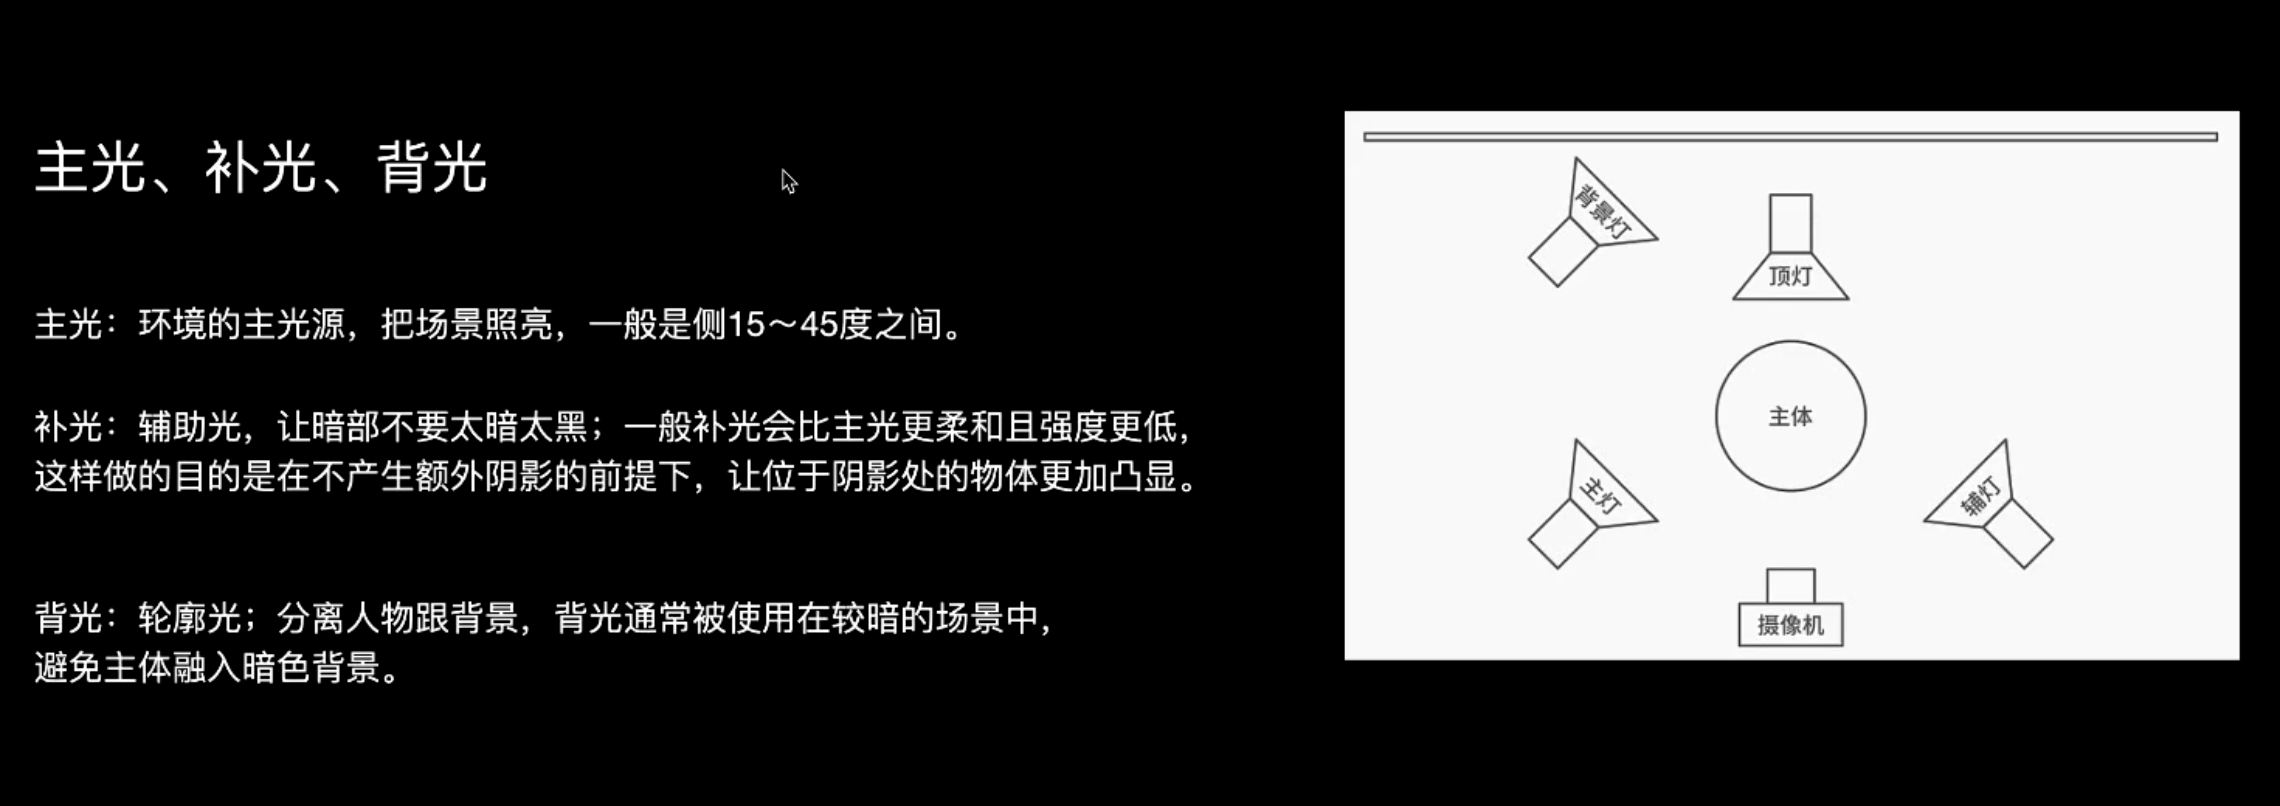 主光、补光、背光
主光：环境的主光源，把场景照亮，一般是侧15～45度之间。
补光：辅助光，让暗部不要太暗太黑；一般补光会比主光更柔和且强度更低，
这样做的目的是在不产生额外阴影的前提下，让位于阴影处的物体更加凸显。
背光：轮廓光；分离人物跟背景，背光通常被使用在较暗的场景中，
避免主体融入暗色背景。
背景灯
顶灯
主体
主灯
辅灯
摄像机